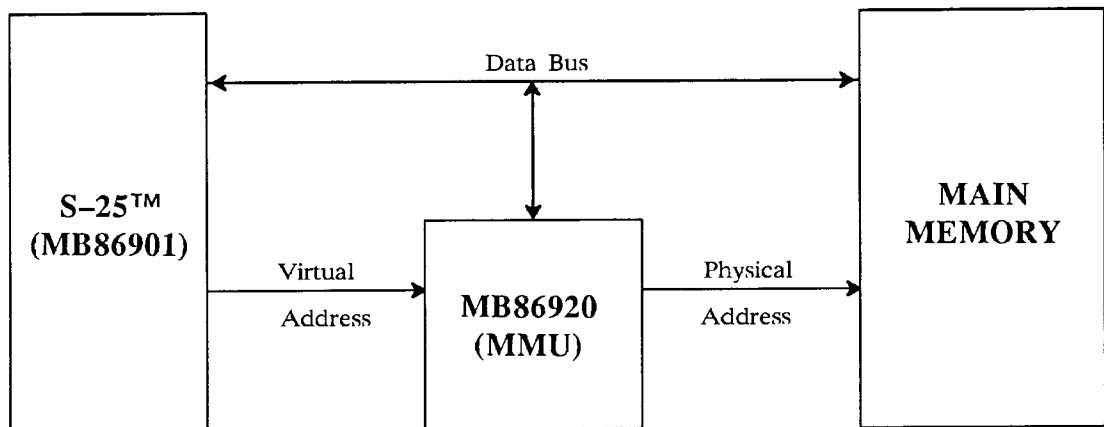 Data Bus
S–25™
(MB86901)
MAIN
MEMORY
Virtual
Address
MB86920
(MMU)
Physical
Address